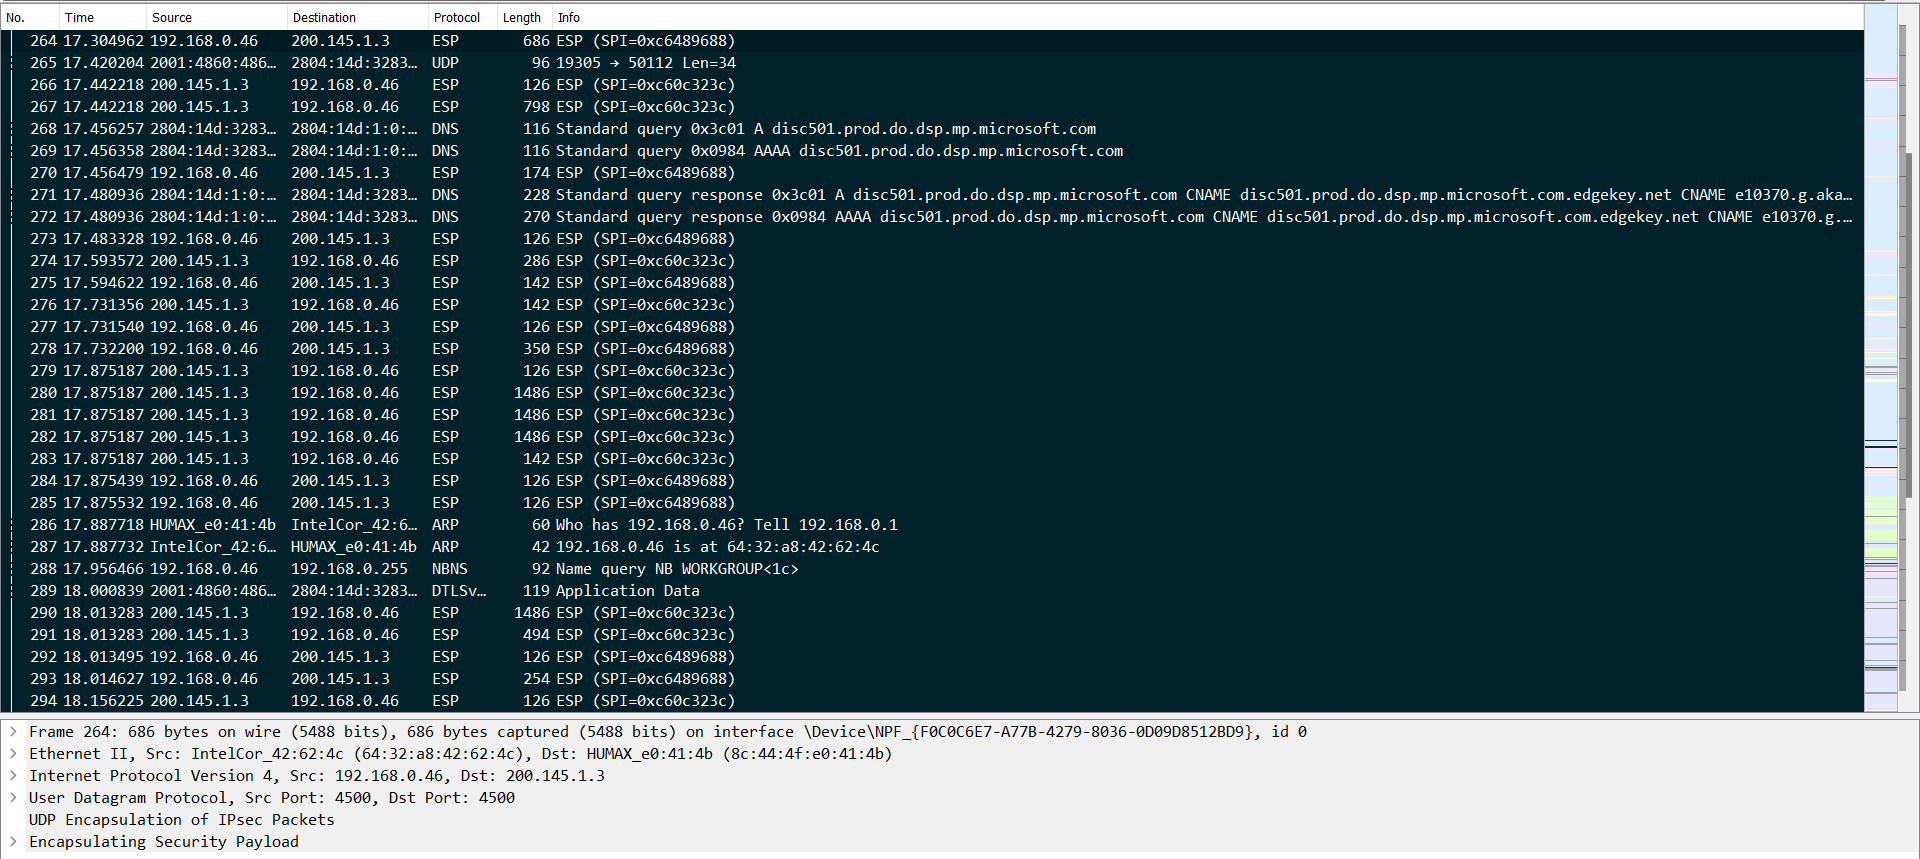 No. Time Source Destination Protocol Length Info
264 17.304962 192.168.0.46 200.145.1.3 ESP 686 ESP (SPI=0xc6489688)
265 17.420204 2001:4860:486… 2804:14d:3283… UDP 96 19305 → 50112 Len=34
266 17.442218 200.145.1.3 192.168.0.46 ESP 126 ESP (SPI=0xc60c323c)
267 17.442218 200.145.1.3 192.168.0.46 ESP 798 ESP (SPI=0xc60c323c)
268 17.456257 2804:14d:3283… 2804:14d:1:0:… DNS 116 Standard query 0x3c01 A disc501.prod.do.dsp.mp.microsoft.com
269 17.456358 2804:14d:3283… 2804:14d:1:0:… DNS 116 Standard query 0x0984 AAAA disc501.prod.do.dsp.mp.microsoft.com
270 17.456479 192.168.0.46 200.145.1.3 ESP 174 ESP (SPI=0xc6489688)
271 17.480936 2804:14d:1:0:… 2804:14d:3283… DNS 228 Standard query response 0x3c01 A disc501.prod.do.dsp.mp.microsoft.com CNAME disc501.prod.do.dsp.mp.microsoft.com.edgekey.net CNAME e10370.g.aka…
272 17.480936 2804:14d:1:0:… 2804:14d:3283… DNS 270 Standard query response 0x0984 AAAA disc501.prod.do.dsp.mp.microsoft.com CNAME disc501.prod.do.dsp.mp.microsoft.com.edgekey.net CNAME e10370.g.…
273 17.483328 192.168.0.46 200.145.1.3 ESP 126 ESP (SPI=0xc6489688)
274 17.593572 200.145.1.3 192.168.0.46 ESP 286 ESP (SPI=0xc60c323c)
275 17.594622 192.168.0.46 200.145.1.3 ESP 142 ESP (SPI=0xc6489688)
276 17.731356 200.145.1.3 192.168.0.46 ESP 142 ESP (SPI=0xc60c323c)
277 17.731540 192.168.0.46 200.145.1.3 ESP 126 ESP (SPI=0xc6489688)
278 17.732200 192.168.0.46 200.145.1.3 ESP 350 ESP (SPI=0xc6489688)
279 17.875187 200.145.1.3 192.168.0.46 ESP 126 ESP (SPI=0xc60c323c)
280 17.875187 200.145.1.3 192.168.0.46 ESP 1486 ESP (SPI=0xc60c323c)
281 17.875187 200.145.1.3 192.168.0.46 ESP 1486 ESP (SPI=0xc60c323c)
282 17.875187 200.145.1.3 192.168.0.46 ESP 1486 ESP (SPI=0xc60c323c)
283 17.875187 200.145.1.3 192.168.0.46 ESP 142 ESP (SPI=0xc60c323c)
284 17.875439 192.168.0.46 200.145.1.3 ESP 126 ESP (SPI=0xc6489688)
285 17.875532 192.168.0.46 200.145.1.3 ESP 126 ESP (SPI=0xc6489688)
286 17.887718 HUMAX_e0:41:4b IntelCor_42:6… ARP 60 Who has 192.168.0.46? Tell 192.168.0.1
287 17.887732 IntelCor_42:6… HUMAX_e0:41:4b ARP 42 192.168.0.46 is at 64:32:a8:42:62:4c
288 17.956466 192.168.0.46 192.168.0.255 NBNS 92 Name query NB WORKGROUP<1c>
289 18.000839 2001:4860:486… 2804:14d:3283… DTLSv… 119 Application Data
290 18.013283 200.145.1.3 192.168.0.46 ESP 1486 ESP (SPI=0xc60c323c)
291 18.013283 200.145.1.3 192.168.0.46 ESP 494 ESP (SPI=0xc60c323c)
292 18.013495 192.168.0.46 200.145.1.3 ESP 126 ESP (SPI=0xc6489688)
293 18.014627 192.168.0.46 200.145.1.3 ESP 254 ESP (SPI=0xc6489688)
294 18.156225 200.145.1.3 192.168.0.46 ESP 126 ESP (SPI=0xc60c323c)
Frame 264: 686 bytes on wire (5488 bits), 686 bytes captured (5488 bits) on interface \Device\NPF_{F0C0C6E7-A77B-4279-8036-0D09D8512BD9}, id 0
Ethernet II, Src: IntelCor_42:62:4c (64:32:a8:42:62:4c), Dst: HUMAX_e0:41:4b (8c:44:4f:e0:41:4b)
Internet Protocol Version 4, Src: 192.168.0.46, Dst: 200.145.1.3
User Datagram Protocol, Src Port: 4500, Dst Port: 4500
UDP Encapsulation of IPsec Packets
Encapsulating Security Payload